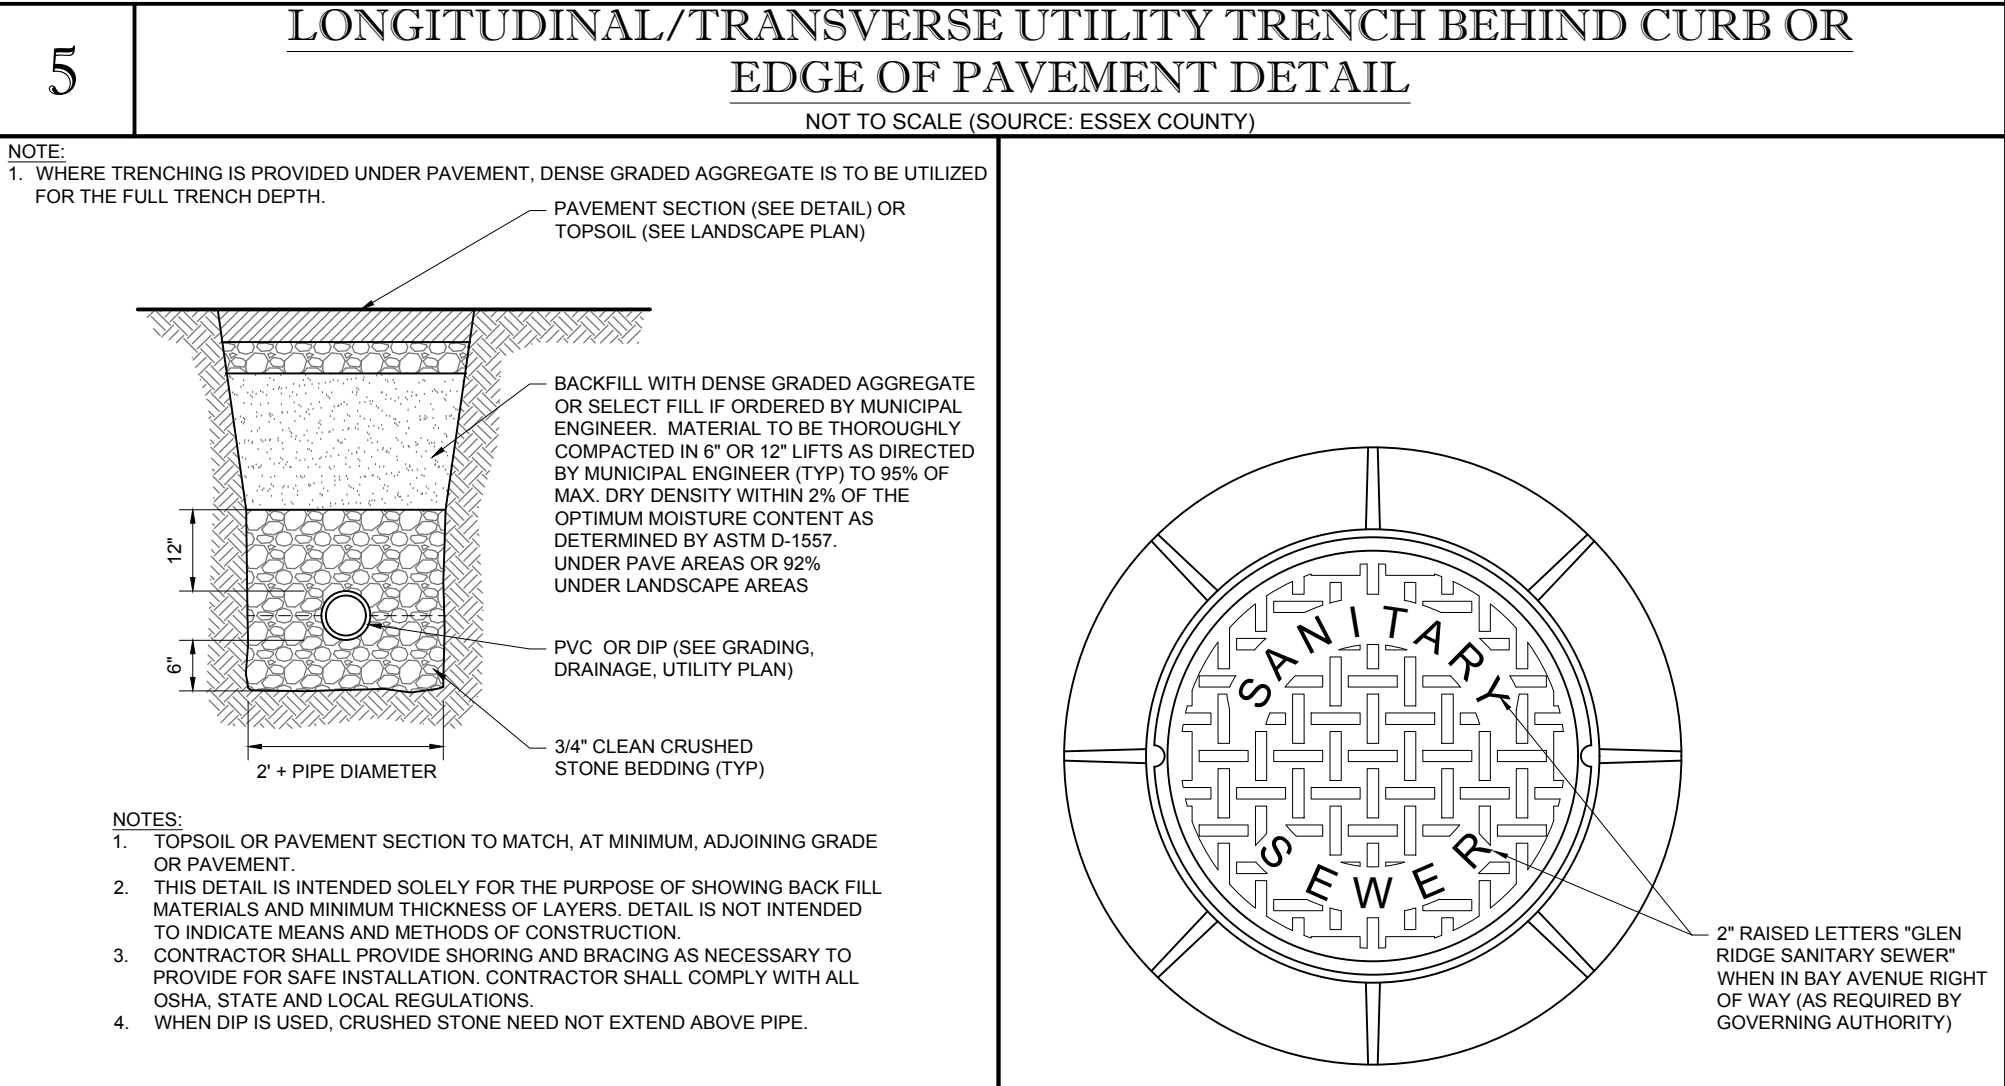 5
LONGITUDINAL/TRANSVERSE UTILITY TRENCH BEHIND CURB OR
EDGE OF PAVEMENT DETAIL
NOT TO SCALE (SOURCE: ESSEX COUNTY)
NOTE:
1. WHERE TRENCHING IS PROVIDED UNDER PAVEMENT, DENSE GRADED AGGREGATE IS TO BE UTILIZED
FOR THE FULL TRENCH DEPTH.
PAVEMENT SECTION (SEE DETAIL) OR
TOPSOIL (SEE LANDSCAPE PLAN)
BACKFILL WITH DENSE GRADED AGGREGATE
OR SELECT FILL IF ORDERED BY MUNICIPAL
ENGINEER. MATERIAL TO BE THOROUGHLY
COMPACTED IN 6" OR 12" LIFTS AS DIRECTED
BY MUNICIPAL ENGINEER (TYP) TO 95% OF
MAX. DRY DENSITY WITHIN 2% OF THE
OPTIMUM MOISTURE CONTENT AS
DETERMINED BY ASTM D-1557.
UNDER PAVE AREAS OR 92%
UNDER LANDSCAPE AREAS
12"
6"
PVC OR DIP (SEE GRADING,
DRAINAGE, UTILITY PLAN)
3/4" CLEAN CRUSHED
STONE BEDDING (TYP)
2' + PIPE DIAMETER
NOTES:
1. TOPSOIL OR PAVEMENT SECTION TO MATCH, AT MINIMUM, ADJOINING GRADE
OR PAVEMENT.
2. THIS DETAIL IS INTENDED SOLELY FOR THE PURPOSE OF SHOWING BACK FILL
MATERIALS AND MINIMUM THICKNESS OF LAYERS. DETAIL IS NOT INTENDED
TO INDICATE MEANS AND METHODS OF CONSTRUCTION.
3. CONTRACTOR SHALL PROVIDE SHORING AND BRACING AS NECESSARY TO
PROVIDE FOR SAFE INSTALLATION. CONTRACTOR SHALL COMPLY WITH ALL
OSHA, STATE AND LOCAL REGULATIONS.
4. WHEN DIP IS USED, CRUSHED STONE NEED NOT EXTEND ABOVE PIPE.
SANITARY
SEWER
2" RAISED LETTERS "GLEN
RIDGE SANITARY SEWER"
WHEN IN BAY AVENUE RIGHT
OF WAY (AS REQUIRED BY
GOVERNING AUTHORITY)